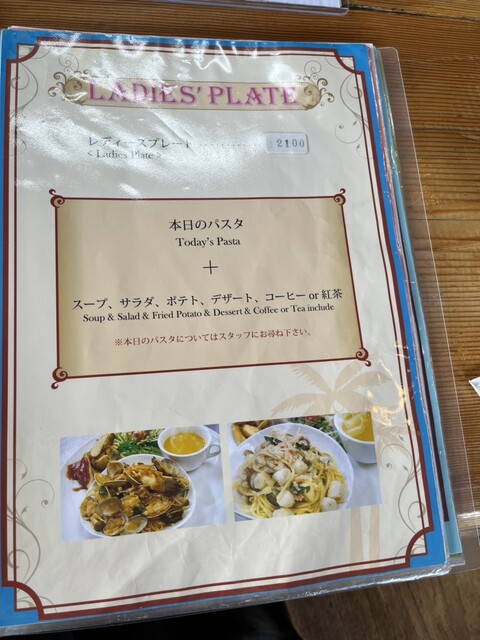 LADIES' PLATE
レディースプレート 2100
< Ladies Plate >
本日のパスタ
Today's Pasta
+
スープ、サラダ、ポテト、デザート、コーヒー or 紅茶
Soup & Salad & Fried Potato & Dessert & Coffee or Tea include
※本日のパスタについてはスタッフにお尋ね下さい。